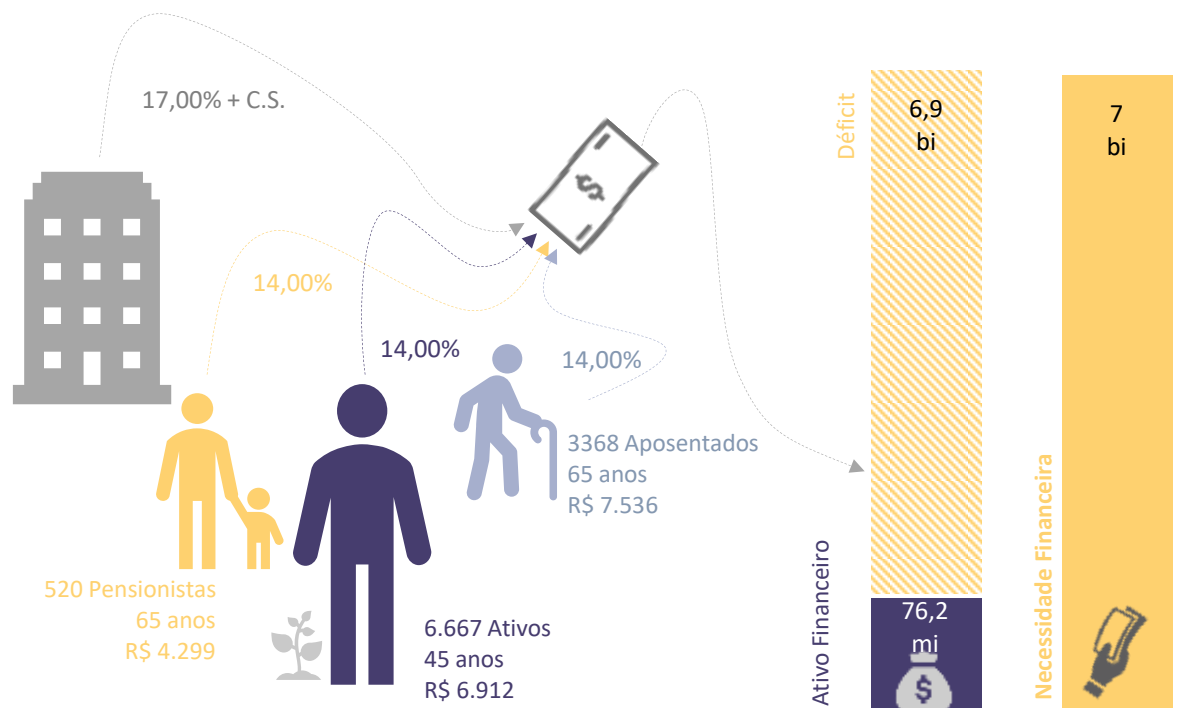 17,00% + C.S.
14,00%
14,00%
14,00%
3368 Aposentados
65 anos
R$ 7.536
520 Pensionistas
65 anos
R$ 4.299
6.667 Ativos
45 anos
R$ 6.912
Déficit
6,9
bi
Ativo Financeiro
76,2
mi
$
$
Necessidade Financeira
7
bi